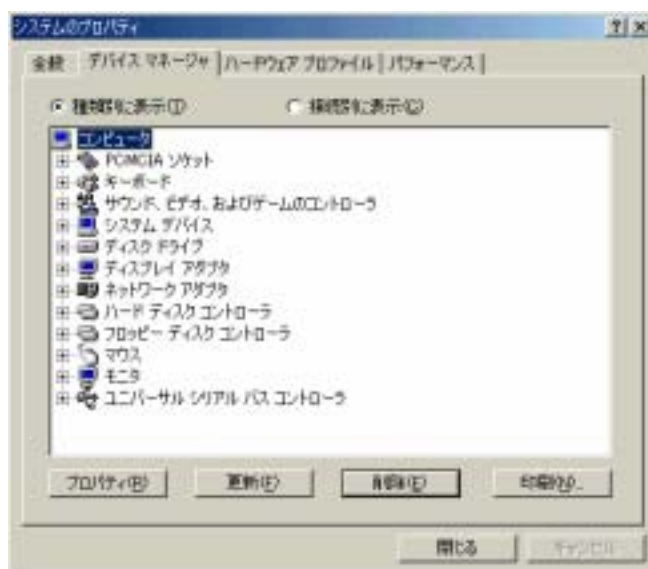 システムのプロパティ
全般 デバイス マネージャ ハードウェア プロファイル パフォーマンス
種類別に表示(T) 接続別に表示(C)
コンピュータ
PCMCIA ソケット
キーボード
サウンド、ビデオ、およびゲームのコントローラ
システム デバイス
ディスク ドライブ
ディスプレイ アダプタ
ネットワーク アダプタ
ハード ディスク コントローラ
フロッピー ディスク コントローラ
マウス
モニタ
ユニバーサル シリアル バス コントローラ
プロパティ(R) 更新(F) 削除(E) 印刷(N)...
閉じる キャンセル